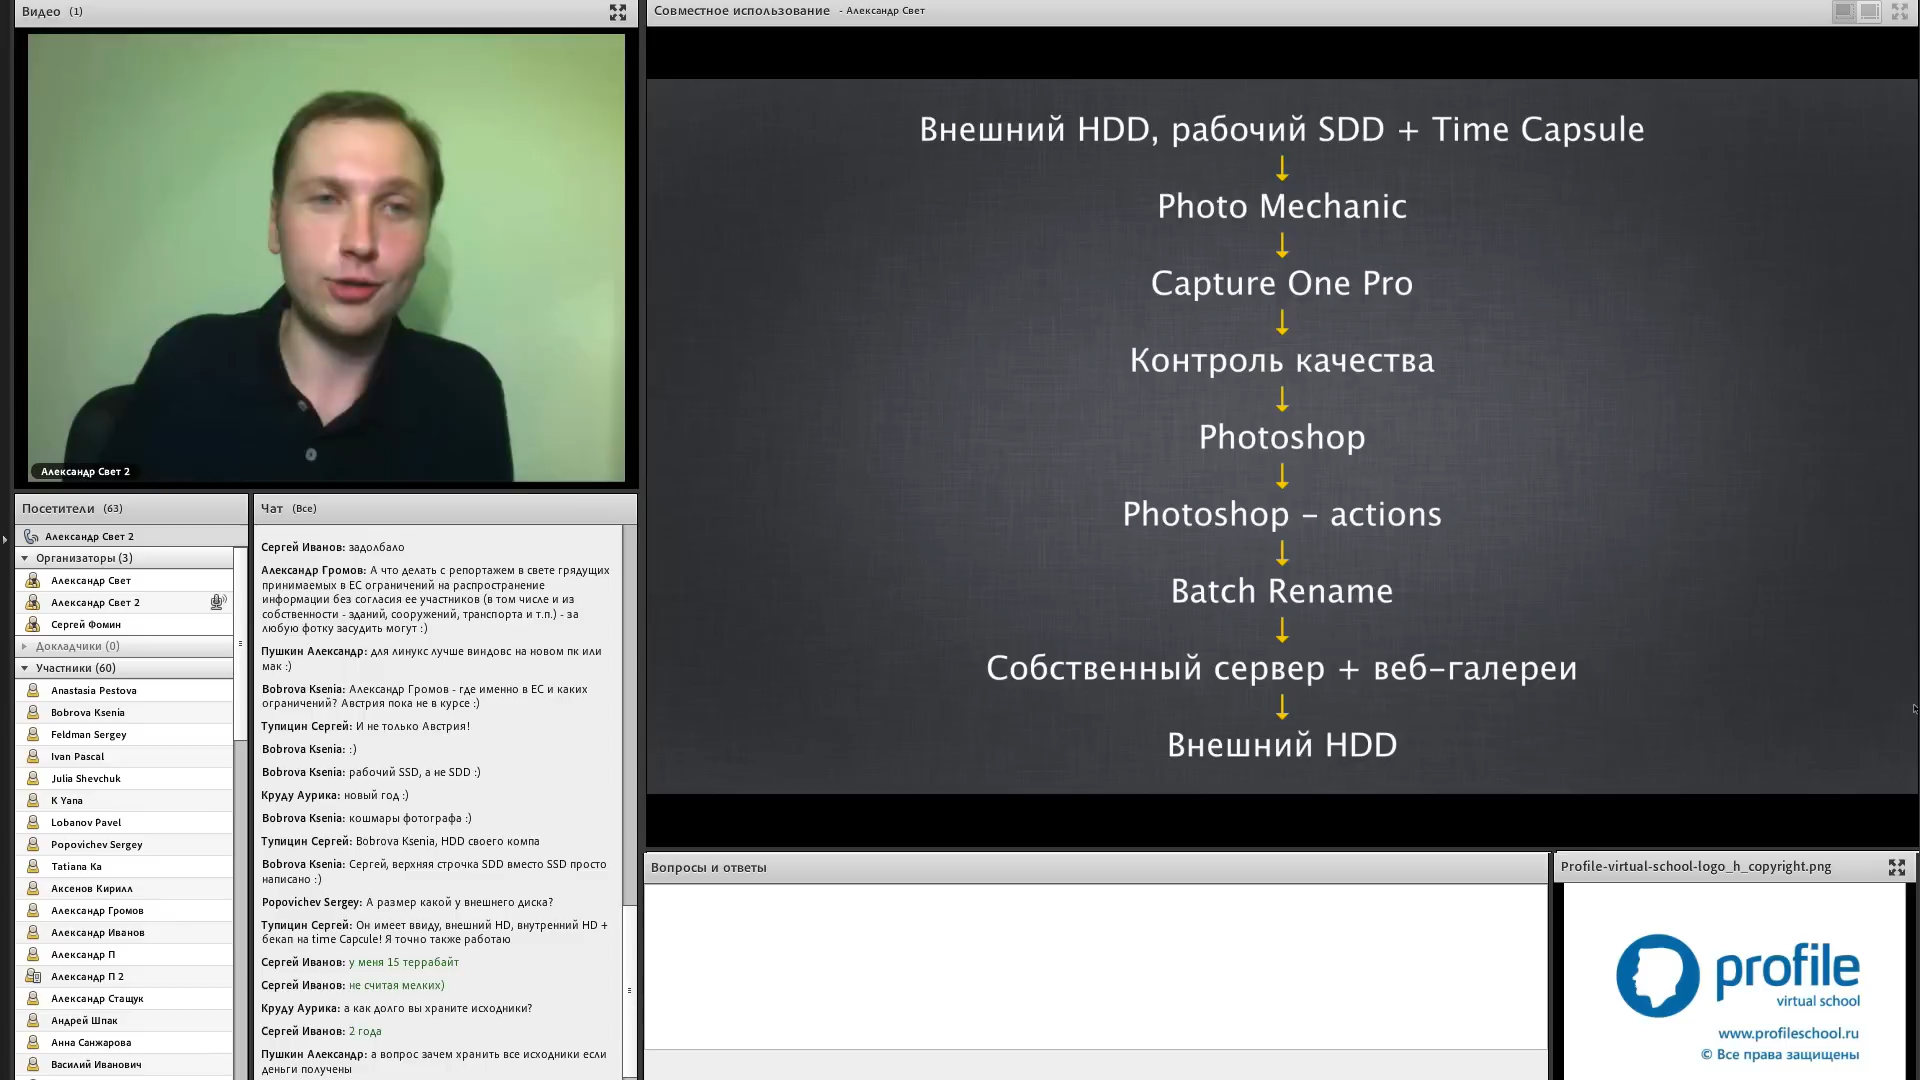 Видео (1)
Александр Свет 2
Посетители (63)
Александр Свет 2
Организаторы (3)
Александр Свет
Александр Свет 2
Сергей Фомин
Докладчики (0)
Участники (60)
Anastasia Pestova
Bobrova Ksenia
Feldman Sergey
Ivan Pascal
Julia Shevchuk
K Yana
Lobanov Pavel
Popovichev Sergey
Tatiana Ka
Аксенов Кирилл
Александр Громов
Александр Иванов
Александр П
Александр П 2
Александр Стащук
Андрей Шпак
Анна Санжарова
Василий Иванович
Чат (Все)
Сергей Иванов: задолбало
Александр Громов: А что делать с репортажем в свете грядущих
принимаемых в ЕС ограничений на распространение
информации без согласия ее участников (в том числе и из
собственности - зданий, сооружений, транспорта и т.п.) - за
любую фотку засудить могут :)
Пушкин Александр: для линукс лучше виндовс на новом пк или
мак :)
Bobrova Ksenia: Александр Громов - где именно в ЕС и каких
ограничений? Австрия пока не в курсе :)
Тупицин Сергей: И не только Австрия!
Bobrova Ksenia: :)
Bobrova Ksenia: рабочий SSD, а не SDD :)
Круду Аурика: новый год :)
Bobrova Ksenia: кошмары фотографа :)
Тупицин Сергей: Bobrova Ksenia, HDD своего компа
Bobrova Ksenia: Сергей, верхняя строчка SDD вместо SSD просто
написано :)
Popovichev Sergey: А размер какой у внешнего диска?
Тупицин Сергей: Он имеет ввиду, внешний HD, внутренний HD +
бекап на time Capcule! Я точно также работаю
Сергей Иванов: у меня 15 террабайт
Сергей Иванов: не считая мелких)
Круду Аурика: а как долго вы храните исходники?
Сергей Иванов: 2 года
Пушкин Александр: а вопрос зачем хранить все исходники если
деньги получены
Совместное использование - Александр Свет
Внешний HDD, рабочий SDD + Time Capsule
↓
Photo Mechanic
↓
Capture One Pro
↓
Контроль качества
↓
Photoshop
↓
Photoshop – actions
↓
Batch Rename
↓
Собственный сервер + веб-галереи
↓
Внешний HDD
Вопросы и ответы
Profile-virtual-school-logo_h_copyright.png
profile
virtual school
www.profileschool.ru
© Все права защищены